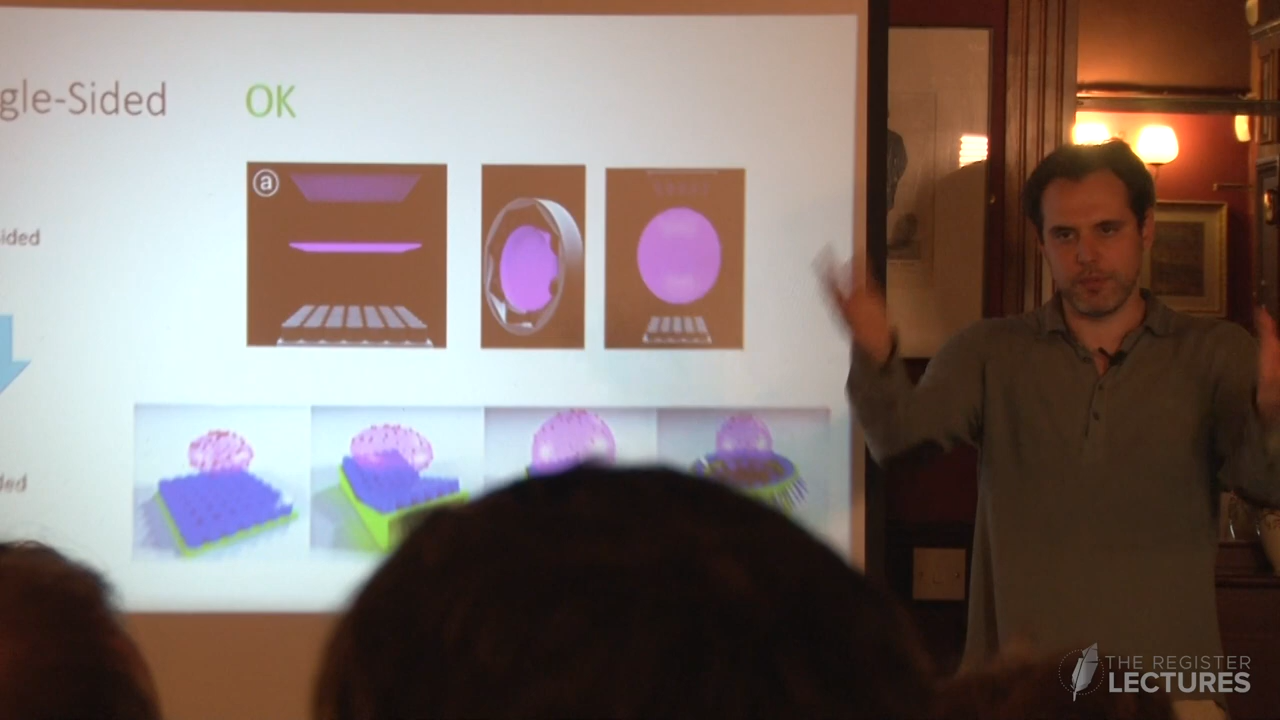 gle-Sided OK
a
ided
ded
THE REGISTER
LECTURES